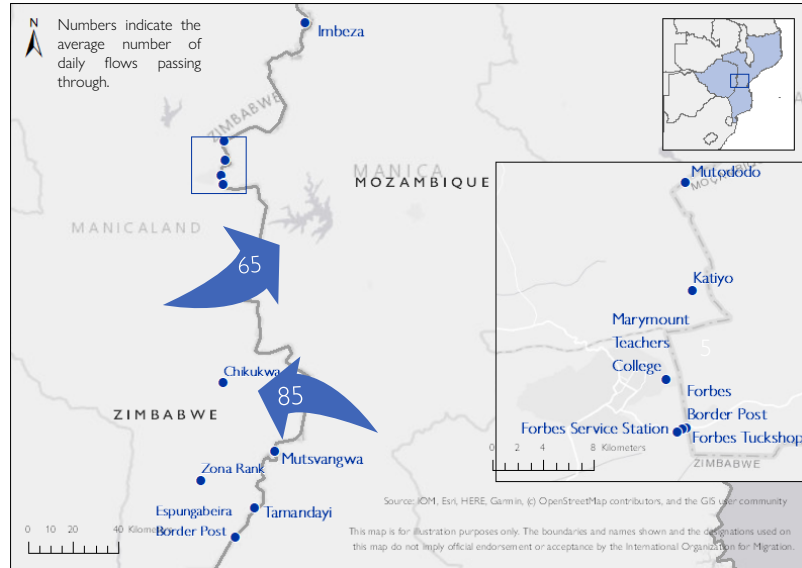 N
Numbers indicate the
average number of
daily flows passing
through.
Imbeza
ZIMBABWE
MANICA
MOZAMBIQUE
MANICALAND
65
Chikukwa
85
ZIMBABWE
Mutsvangwa
Zona Rank
Espungabeira
Border Post
Tamandayi
0 20 40 Kilometers
Mutododo
MOÇAMBIQUE
Katiyo
Marymount
Teachers
College
5
Forbes
Border Post
Forbes Service Station
Forbes Tuckshop
0 2 4 8 Kilometers
ZIMBABWE
Source: IOM, Esri, HERE, Garmin, (c) OpenStreetMap contributors, and the GIS user community
This map is for illustration purposes only. The boundaries and names shown and the designations used on
this map do not imply official endorsement or acceptance by the International Organization for Migration.